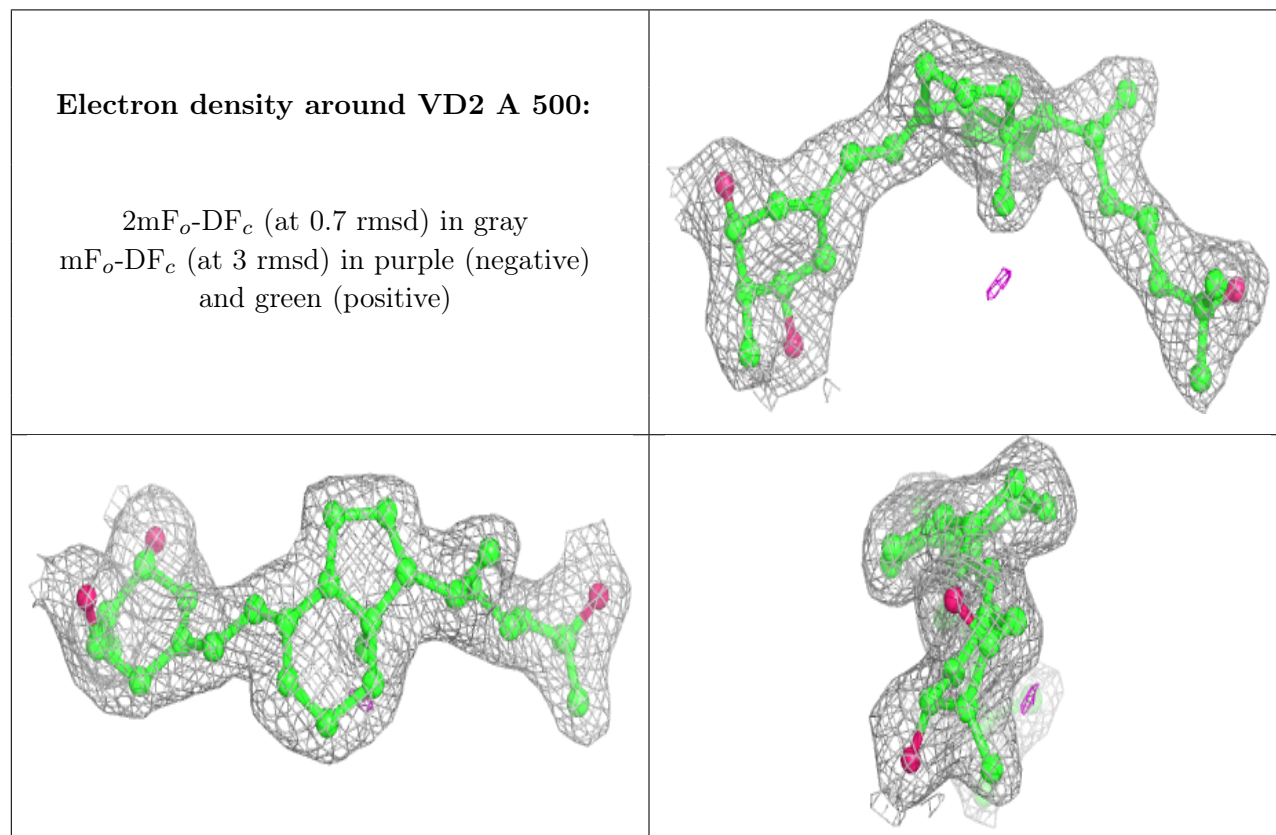 Electron density around VD2 A 500:
2mFo-DFc (at 0.7 rmsd) in gray
mFo-DFc (at 3 rmsd) in purple (negative)
and green (positive)